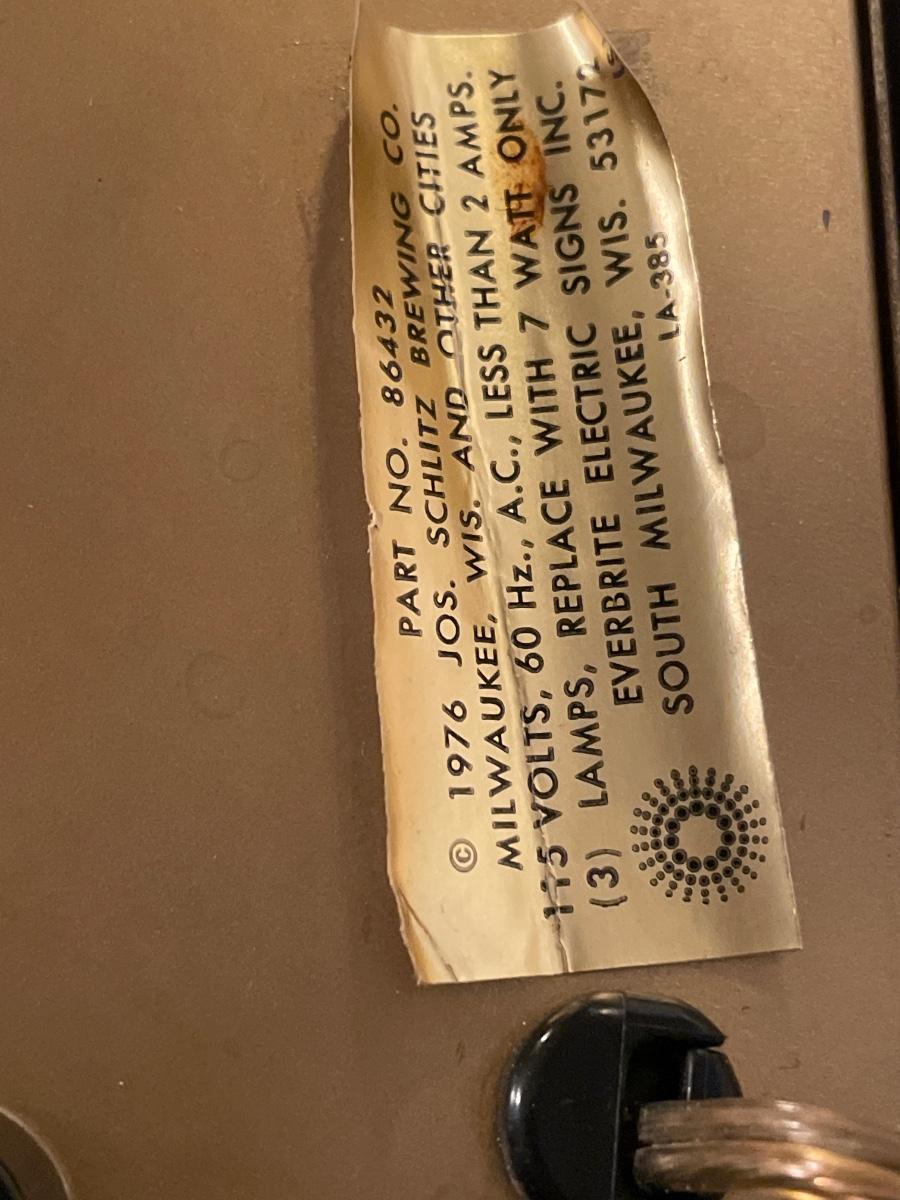 PART NO. 86432
© 1976 JOS. SCHLITZ BREWING CO.
MILWAUKEE, WIS. AND OTHER CITIES
115 VOLTS, 60 Hz., A.C., LESS THAN 2 AMPS.
(3) LAMPS, REPLACE WITH 7 WATT ONLY
EVERBRITE ELECTRIC SIGNS INC.
SOUTH MILWAUKEE, WIS. 53172
LA-385